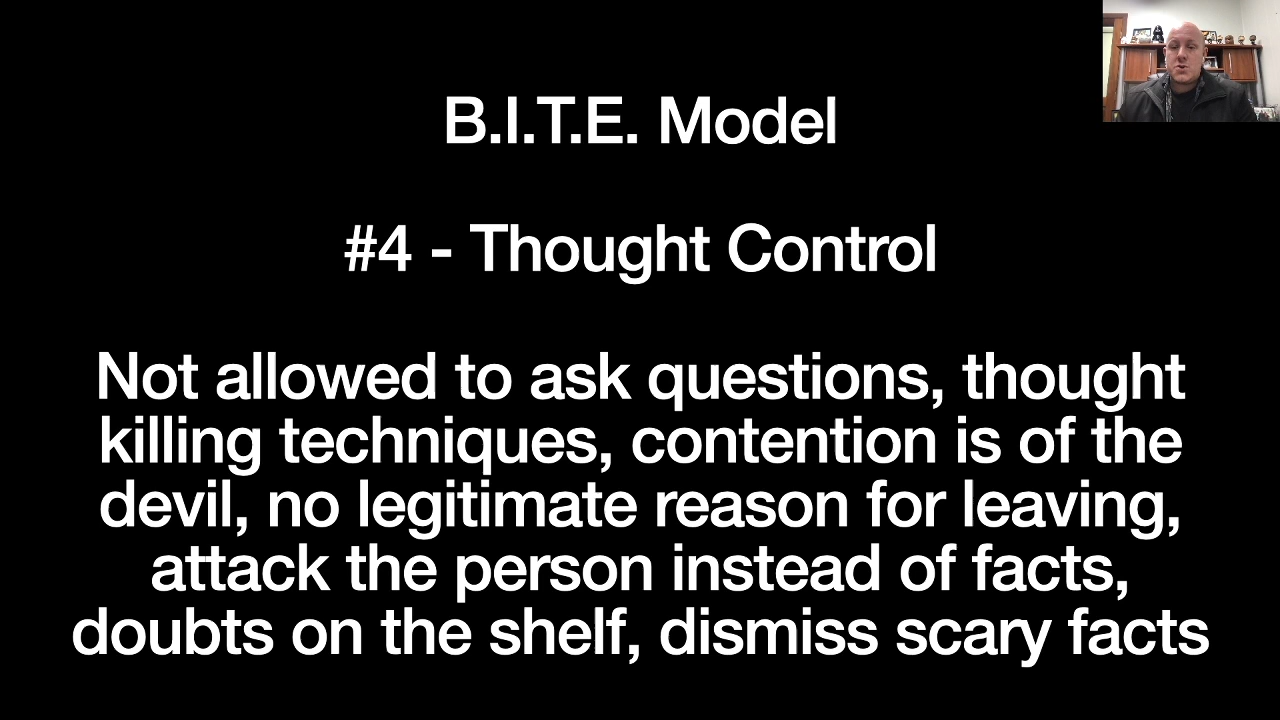 B.I.T.E. Model
#4 - Thought Control
Not allowed to ask questions, thought
killing techniques, contention is of the
devil, no legitimate reason for leaving,
attack the person instead of facts,
doubts on the shelf, dismiss scary facts